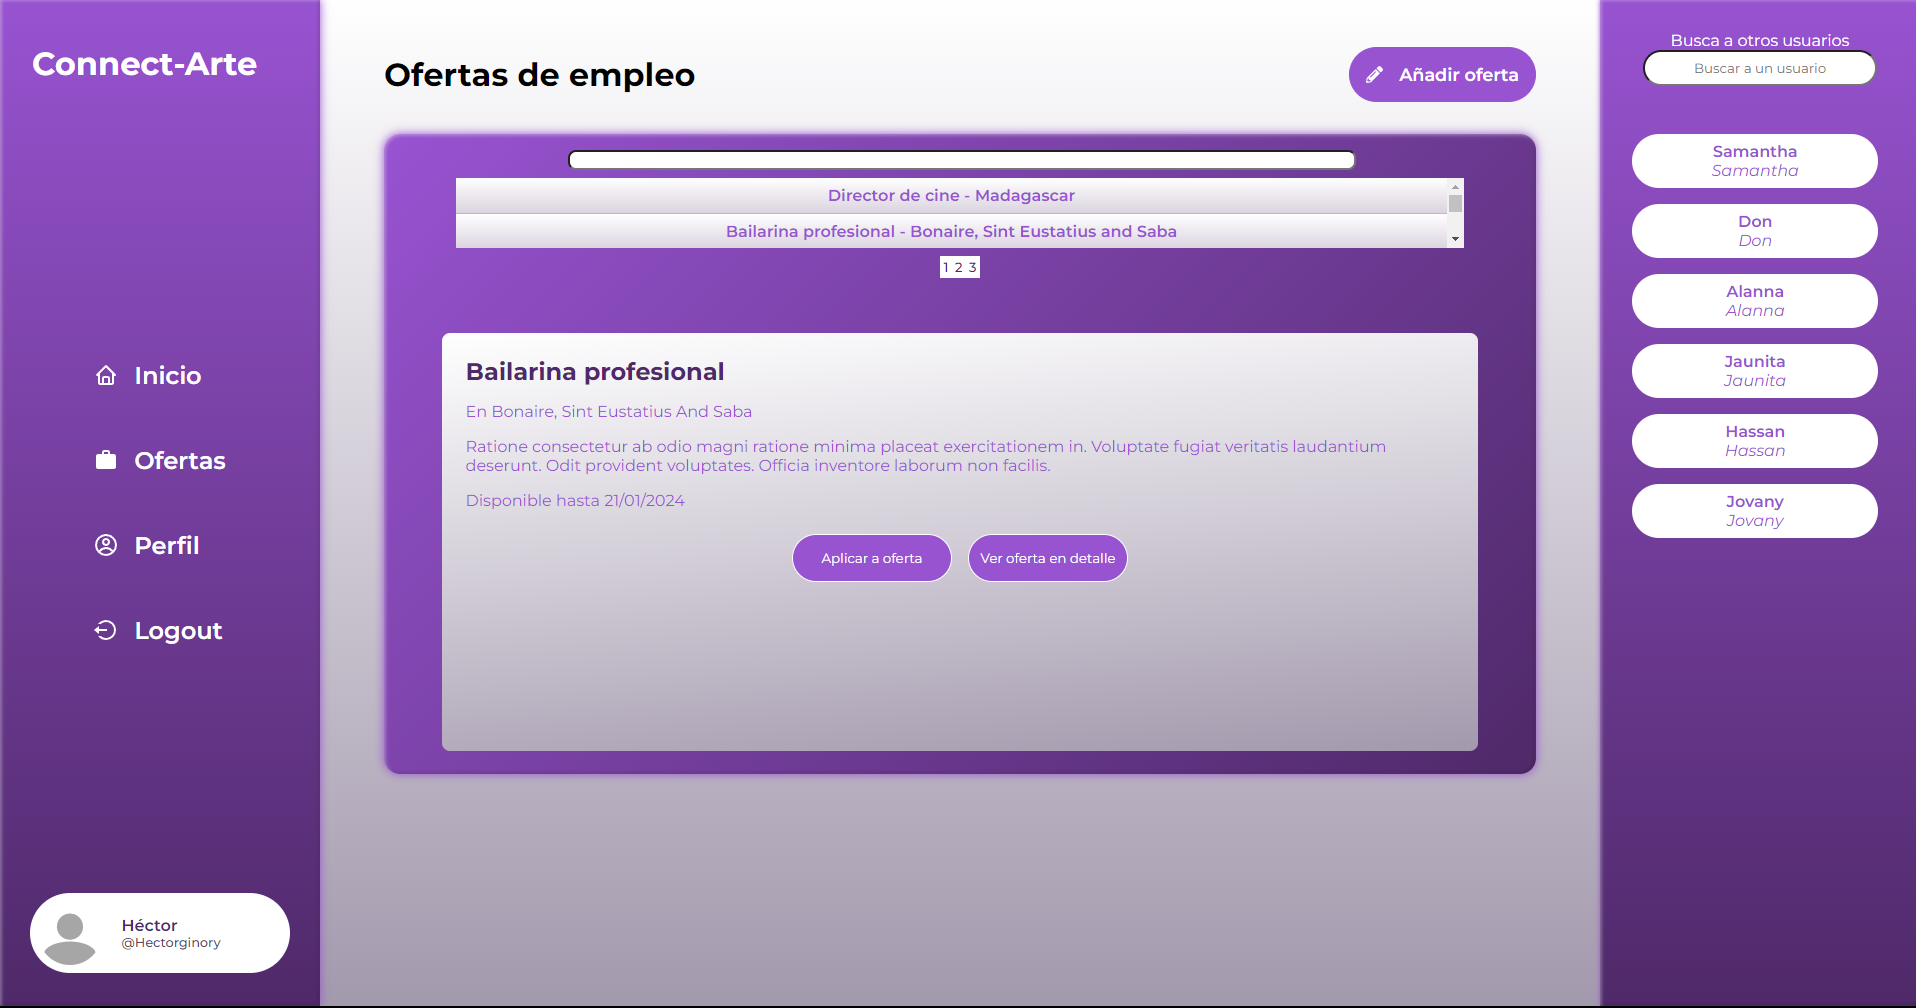 Connect-Arte
Inicio
Ofertas
Perfil
Logout
Héctor
@Hectorginory
Ofertas de empleo
Añadir oferta
Director de cine - Madagascar
Bailarina profesional - Bonaire, Sint Eustatius and Saba
1 2 3
Bailarina profesional
En Bonaire, Sint Eustatius And Saba
Ratione consectetur ab odio magni ratione minima placeat exercitationem in. Voluptate fugiat veritatis laudantium
deserunt. Odit provident voluptates. Officia inventore laborum non facilis.
Disponible hasta 21/01/2024
Aplicar a oferta
Ver oferta en detalle
Busca a otros usuarios
Buscar a un usuario
Samantha
Samantha
Don
Don
Alanna
Alanna
Jaunita
Jaunita
Hassan
Hassan
Jovany
Jovany